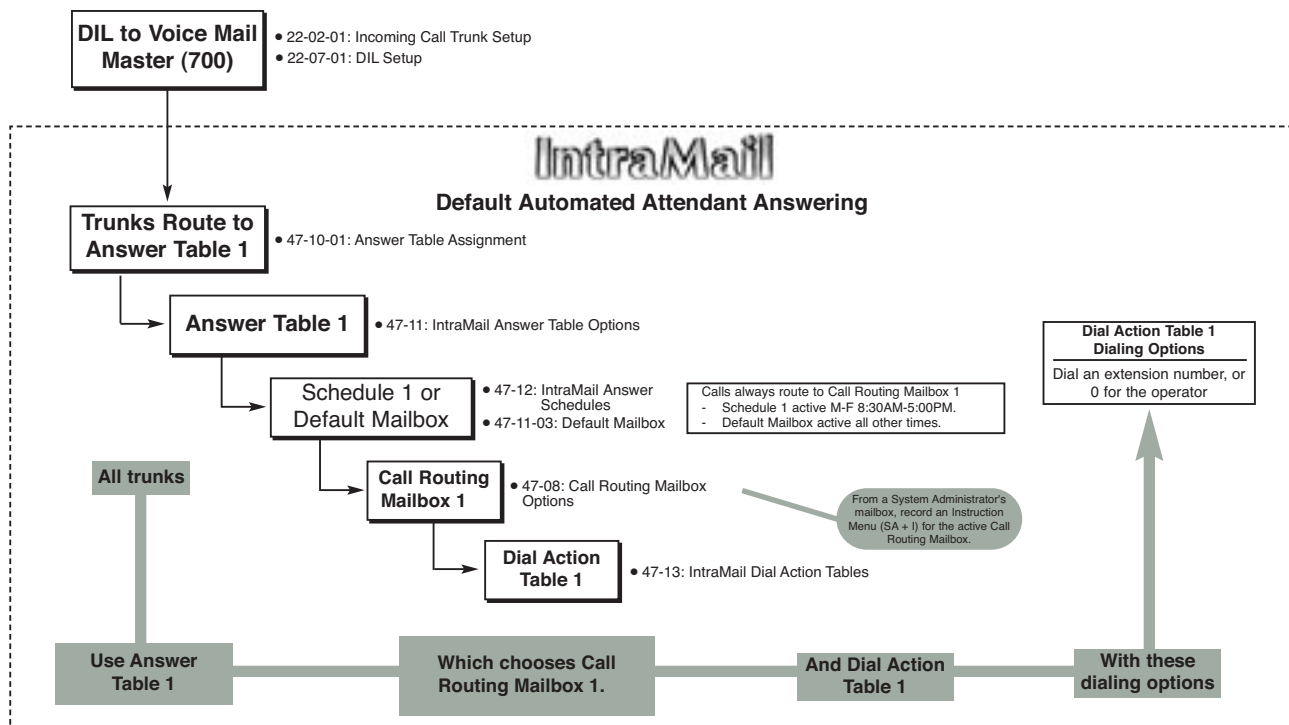 DIL to Voice Mail
Master (700)
• 22-02-01: Incoming Call Trunk Setup
• 22-07-01: DIL Setup
IntraMail
Default Automated Attendant Answering
Trunks Route to
Answer Table 1
• 47-10-01: Answer Table Assignment
Answer Table 1
• 47-11: IntraMail Answer Table Options
Schedule 1 or
Default Mailbox
• 47-12: IntraMail Answer
Schedules
• 47-11-03: Default Mailbox
Calls always route to Call Routing Mailbox 1
- Schedule 1 active M-F 8:30AM-5:00PM.
- Default Mailbox active all other times.
Dial Action Table 1
Dialing Options
Dial an extension number, or
0 for the operator
All trunks
Call Routing
Mailbox 1
• 47-08: Call Routing Mailbox
Options
From a System Administrator's
mailbox, record an Instruction
Menu (SA + I) for the active Call
Routing Mailbox.
Dial Action
Table 1
• 47-13: IntraMail Dial Action Tables
Use Answer
Table 1
Which chooses Call
Routing Mailbox 1.
And Dial Action
Table 1
With these
dialing options